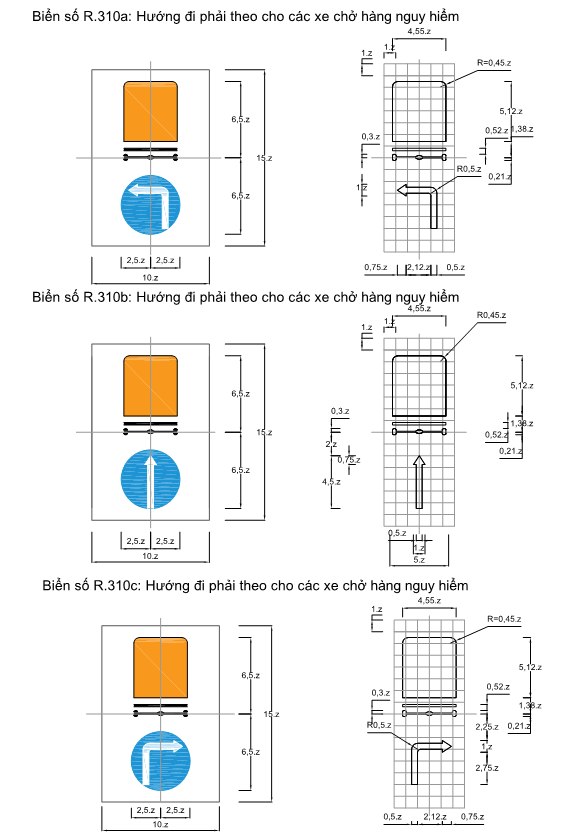 Biển số R.310a: Hướng đi phải theo cho các xe chở hàng nguy hiểm
4,55.z
1.z
1.z
R=0,45.z
6,5.z
5,12.z
0,52.z
1,38.z
0,3.z
15.z
R0,5.z
0,21.z
1.z
6,5.z
2,5.z
2,5.z
0,75.z
2,12.z
0,5.z
10.z
Biển số R.310b: Hướng đi phải theo cho các xe chở hàng nguy hiểm
4,55.z
R0,45.z
1.z
1.z
6,5.z
5,12.z
0,3.z
1,38.z
15.z
0,52.z
2.z
0,21.z
0,75.z
6,5.z
4,5.z
2,5.z
2,5.z
0,5.z
1.z
10.z
5.z
Biển số R.310c: Hướng đi phải theo cho các xe chở hàng nguy hiểm
4,55.z
1.z
R=0,45.z
6,5.z
5,12.z
0,52.z
0,3.z
1,38.z
15.z
R0,5.z
2,25.z
0,21.z
1.z
6,5.z
2,75.z
2,5.z
2,5.z
0,5.z
2,12.z
0,75.z
10.z